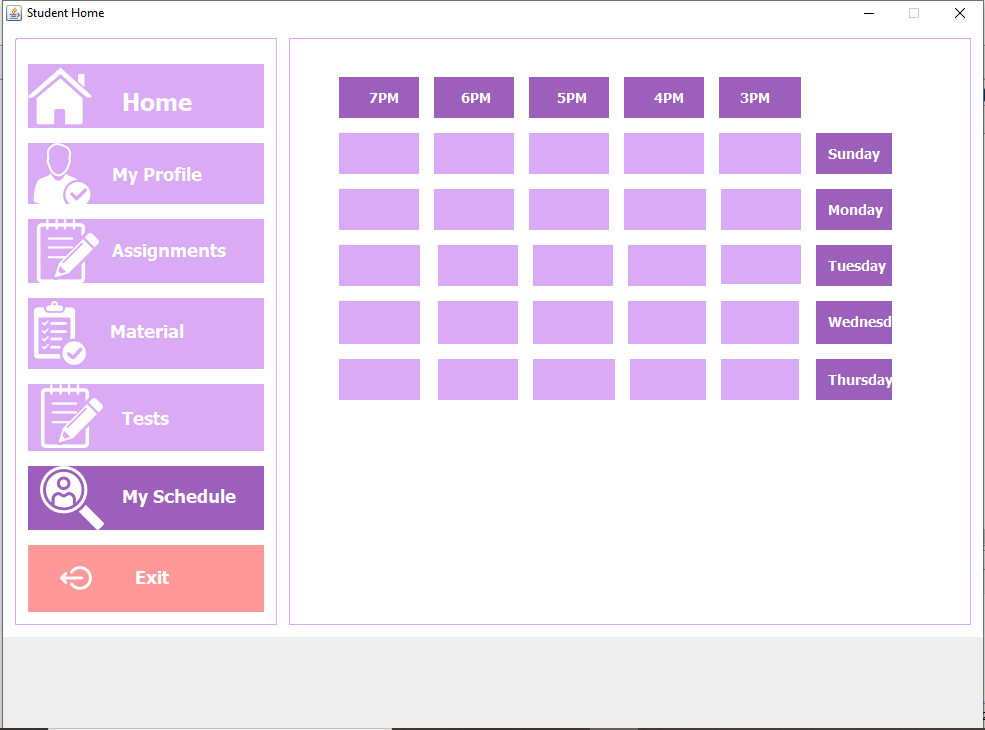 Student Home
Home
My Profile
Assignments
Material
Tests
My Schedule
Exit
7PM 6PM 5PM 4PM 3PM
Sunday
Monday
Tuesday
Wednesd
Thursday